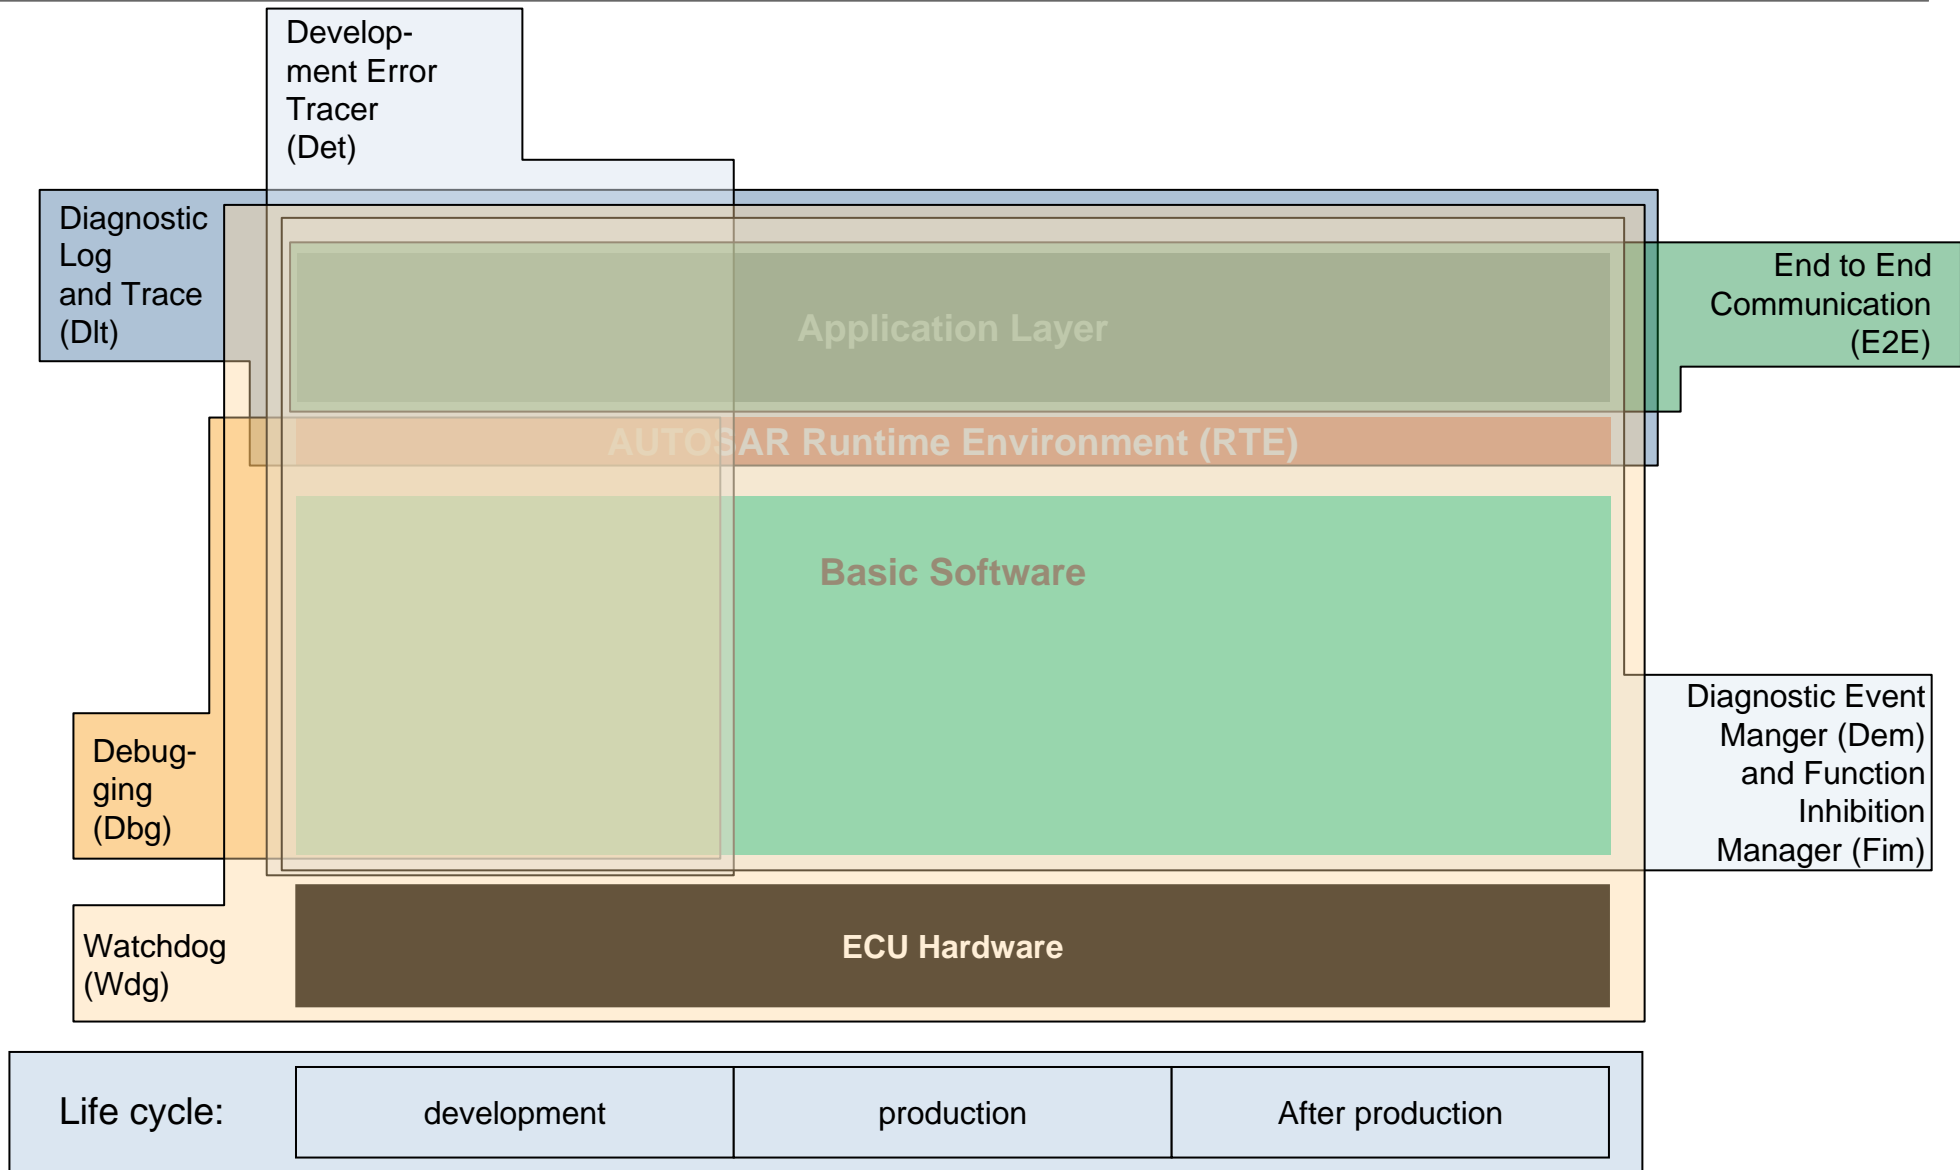 Develop-
ment Error
Tracer
(Det)
Diagnostic
Log
and Trace
(Dlt)
End to End
Communication
(E2E)
Application Layer
AUTOSAR Runtime Environment (RTE)
Basic Software
Debug-
ging
(Dbg)
Diagnostic Event
Manger (Dem)
and Function
Inhibition
Manager (Fim)
Watchdog
(Wdg)
ECU Hardware
Life cycle:
development
production
After production